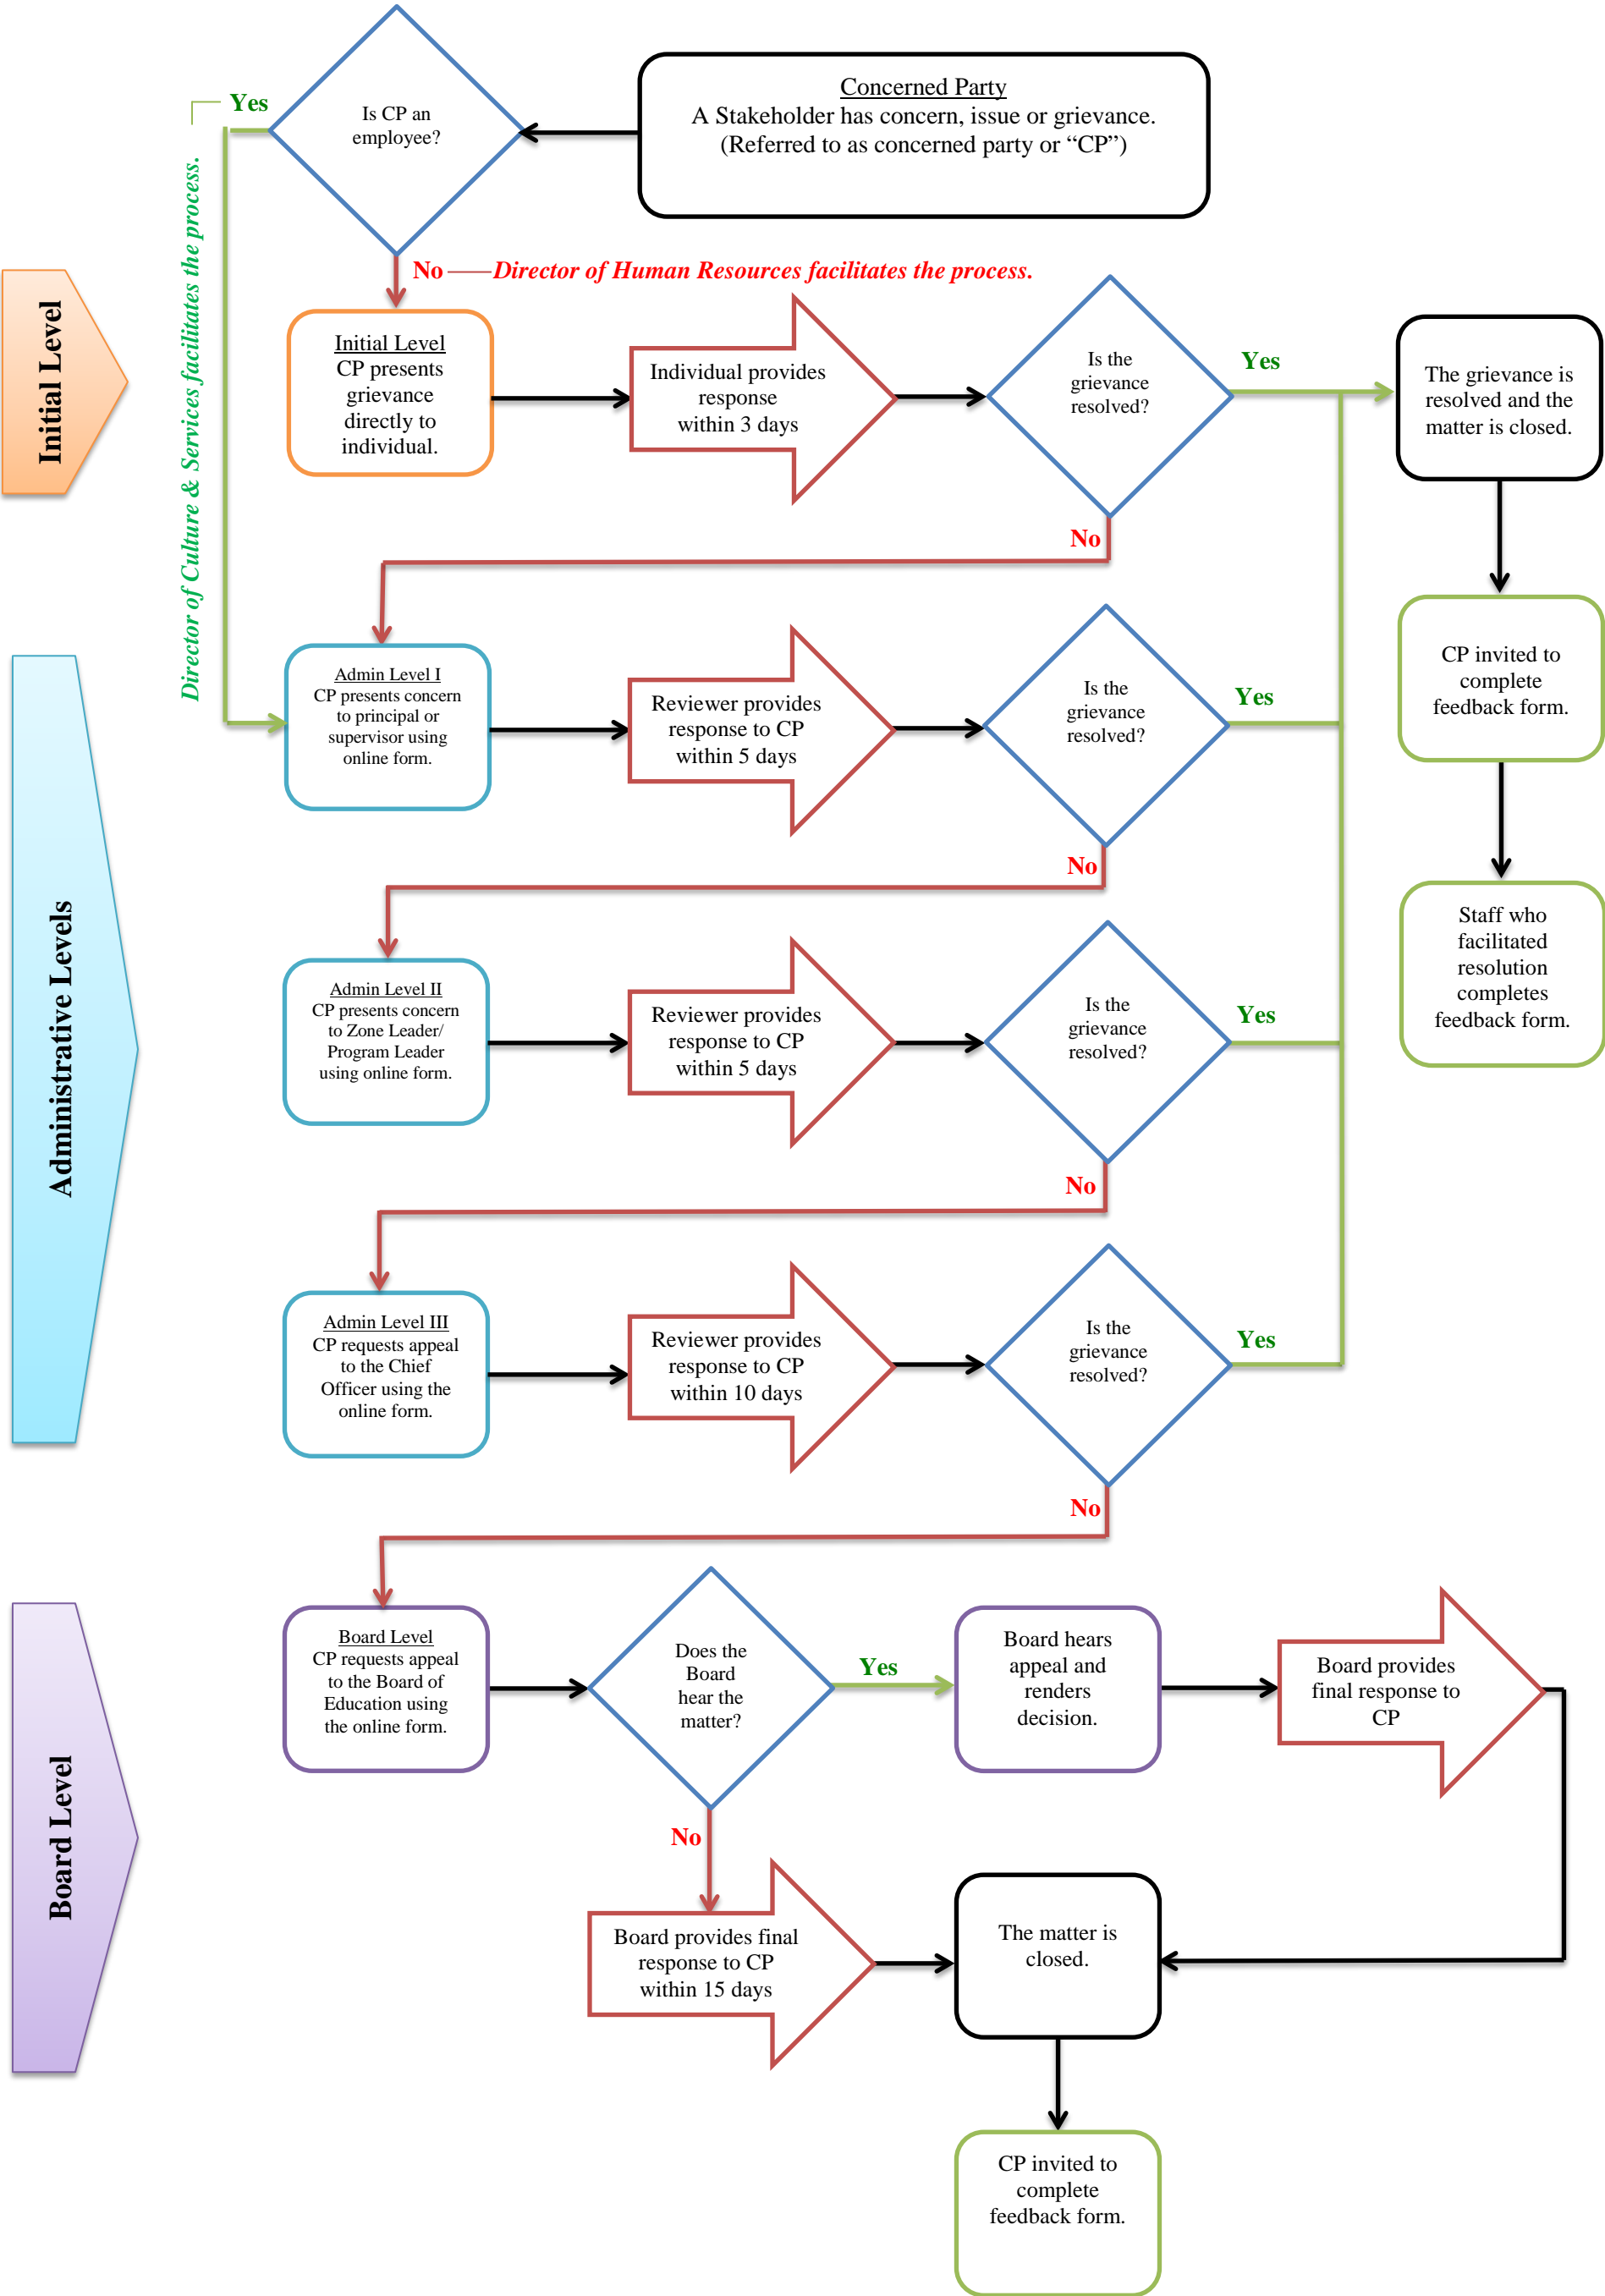 Concerned Party
A Stakeholder has concern, issue or grievance.
(Referred to as concerned party or “CP”)
Is CP an
employee?
Yes
Director of Culture & Services facilitates the process.
No
Director of Human Resources facilitates the process.
Initial Level
Initial Level
CP presents
grievance
directly to
individual.
Individual provides
response
within 3 days
Is the
grievance
resolved?
Yes
The grievance is
resolved and the
matter is closed.
No
CP invited to
complete
feedback form.
Staff who
facilitated
resolution
completes
feedback form.
Administrative Levels
Admin Level I
CP presents concern
to principal or
supervisor using
online form.
Reviewer provides
response to CP
within 5 days
Is the
grievance
resolved?
Yes
No
Admin Level II
CP presents concern
to Zone Leader/
Program Leader
using online form.
Reviewer provides
response to CP
within 5 days
Is the
grievance
resolved?
Yes
No
Admin Level III
CP requests appeal
to the Chief
Officer using the
online form.
Reviewer provides
response to CP
within 10 days
Is the
grievance
resolved?
Yes
No
Board Level
Board Level
CP requests appeal
to the Board of
Education using
the online form.
Does the
Board
hear the
matter?
Yes
Board hears
appeal and
renders
decision.
Board provides
final response to
CP
No
Board provides final
response to CP
within 15 days
The matter is
closed.
CP invited to
complete
feedback form.